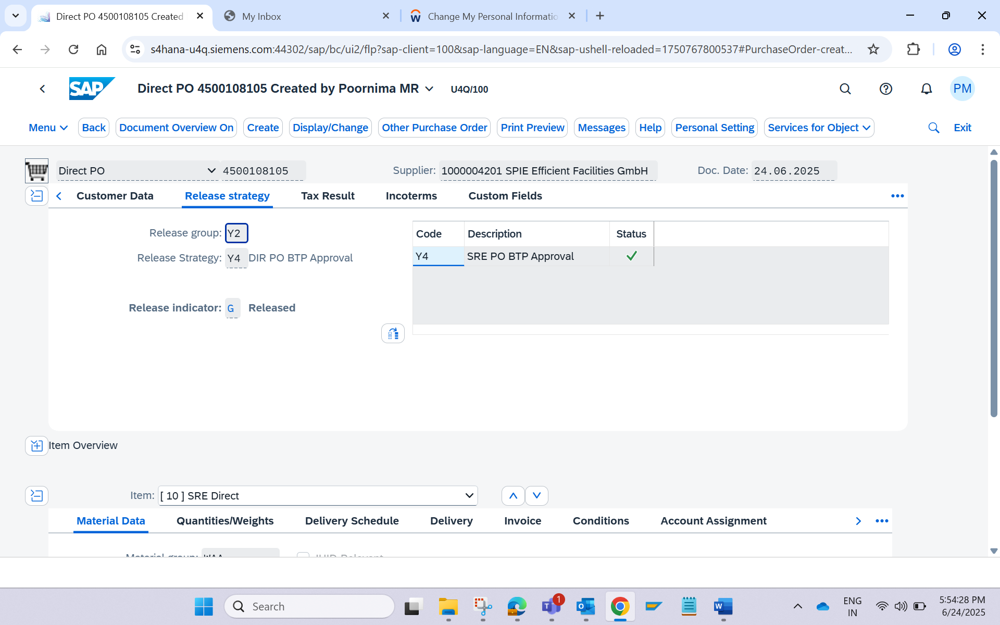 Direct PO 4500108105 Created
My Inbox
Change My Personal Informatio
s4hana-u4q.siemens.com:44302/sap/bc/ui2/flp?sap-client=100&sap-language=EN&sap-ushell-reloaded=1750767800537#PurchaseOrder-creat...
SAP
Direct PO 4500108105 Created by Poornima MR
U4Q/100
PM
Menu
Back
Document Overview On
Create
Display/Change
Other Purchase Order
Print Preview
Messages
Help
Personal Setting
Services for Object
Exit
Direct PO
4500108105
Supplier: 1000004201 SPIE Efficient Facilities GmbH
Doc. Date: 24.06.2025
Customer Data
Release strategy
Tax Result
Incoterms
Custom Fields
Release group: Y2
Release Strategy: Y4 DIR PO BTP Approval
Release indicator: G Released
Code Description Status
Y4 SRE PO BTP Approval
Item Overview
Item: [ 10 ] SRE Direct
Material Data
Quantities/Weights
Delivery Schedule
Delivery
Invoice
Conditions
Account Assignment
Material group: WAA
Search
1
ENG
IN
5:54:28 PM
6/24/2025